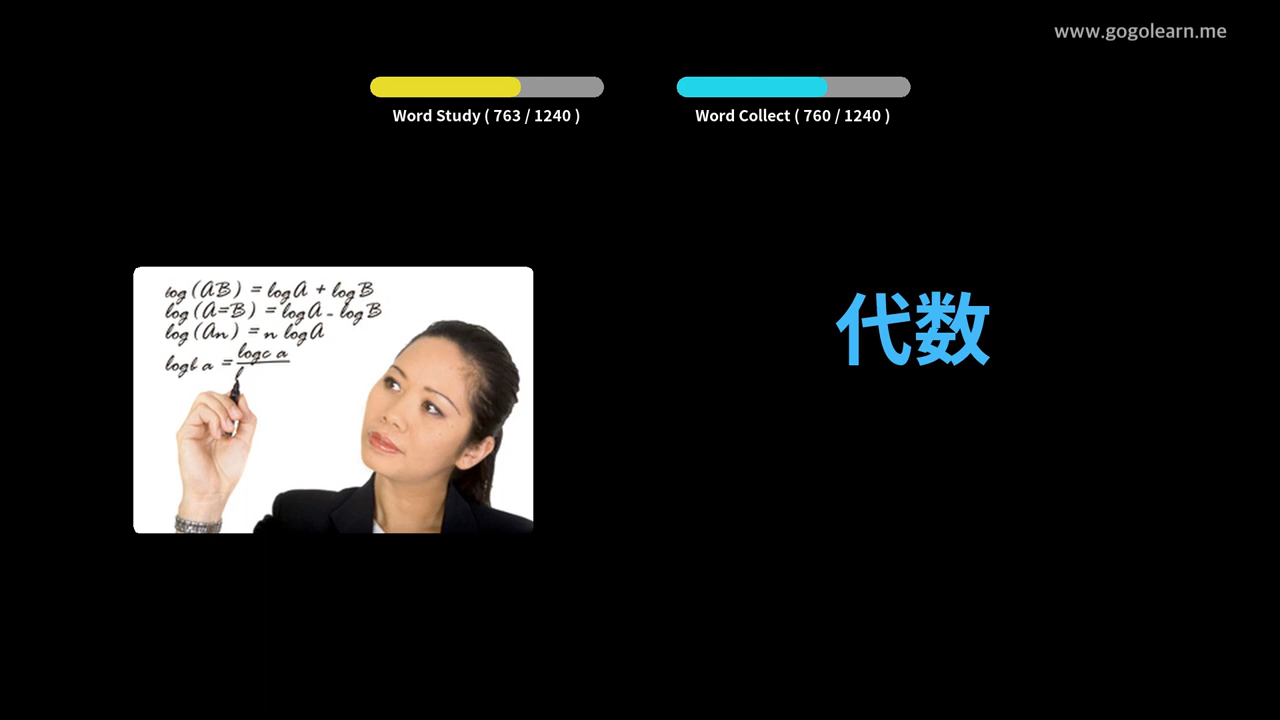 www.gogolearn.me
Word Study ( 763 / 1240 )
Word Collect ( 760 / 1240 )
log (AB) = log A + log B
log (A=B) = log A - log B
log (An) = n log A
logb a = logc a
代数